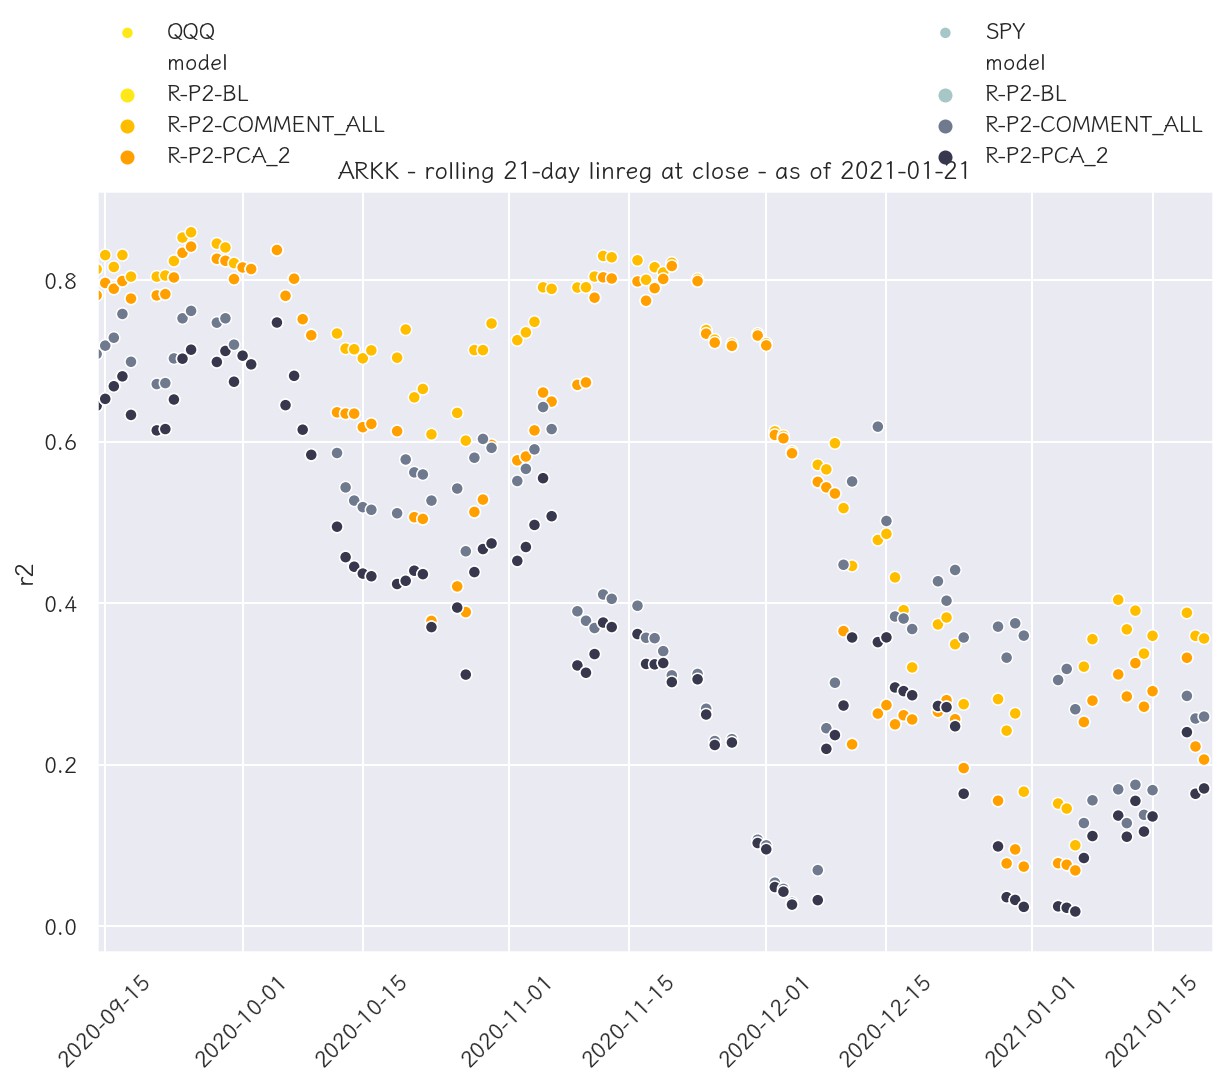 QQQ
model
R-P2-BL
R-P2-COMMENT_ALL
R-P2-PCA_2
SPY
model
R-P2-BL
R-P2-COMMENT_ALL
R-P2-PCA_2
ARKK - rolling 21-day linreg at close - as of 2021-01-21
r2
0.8
0.6
0.4
0.2
0.0
2020-09-15
2020-10-01
2020-10-15
2020-11-01
2020-11-15
2020-12-01
2020-12-15
2021-01-01
2021-01-15